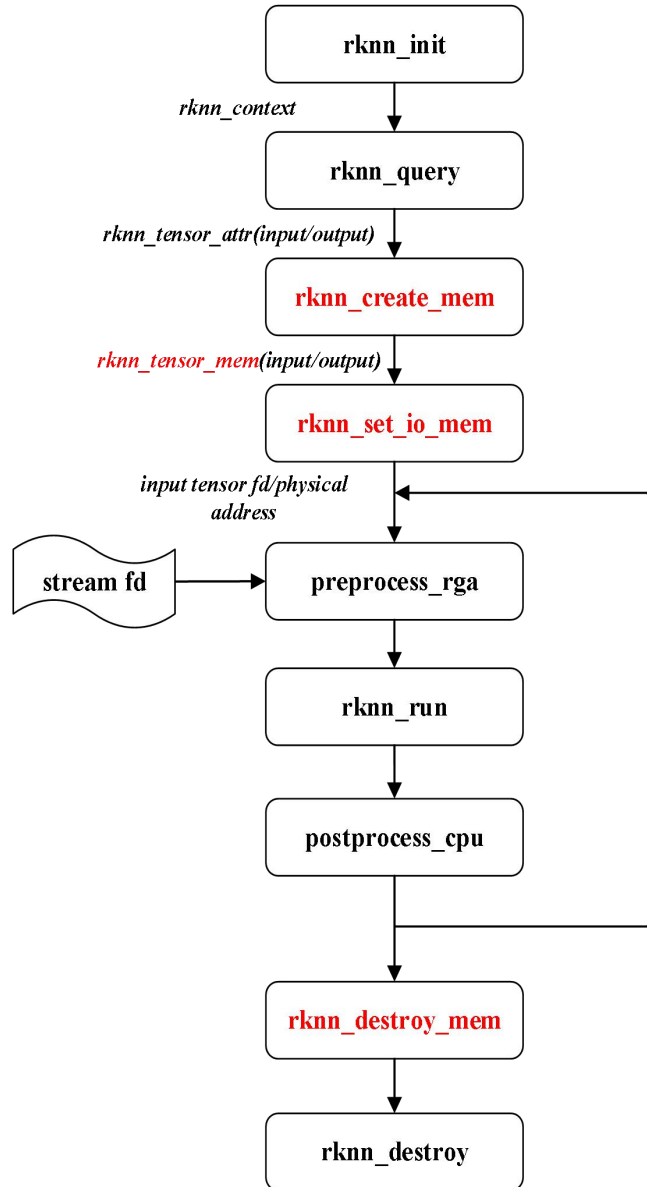 rknn_init
rknn_context
rknn_query
rknn_tensor_attr(input/output)
rknn_create_mem
rknn_tensor_mem(input/output)
rknn_set_io_mem
input tensor fd/physical
address
stream fd
preprocess_rga
rknn_run
postprocess_cpu
rknn_destroy_mem
rknn_destroy